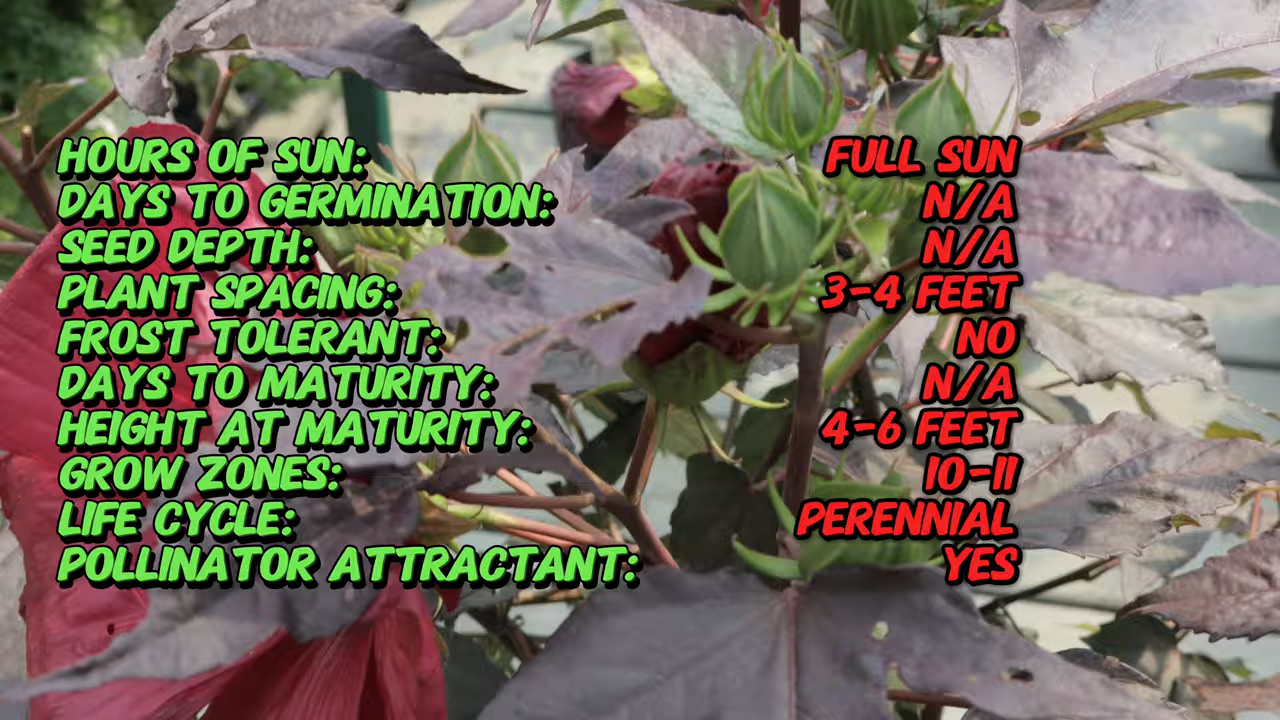 HOURS OF SUN: FULL SUN
DAYS TO GERMINATION: N/A
SEED DEPTH: N/A
PLANT SPACING: 3-4 FEET
FROST TOLERANT: NO
DAYS TO MATURITY: N/A
HEIGHT AT MATURITY: 4-6 FEET
GROW ZONES: 10-11
LIFE CYCLE: PERENNIAL
POLLINATOR ATTRACTANT: YES